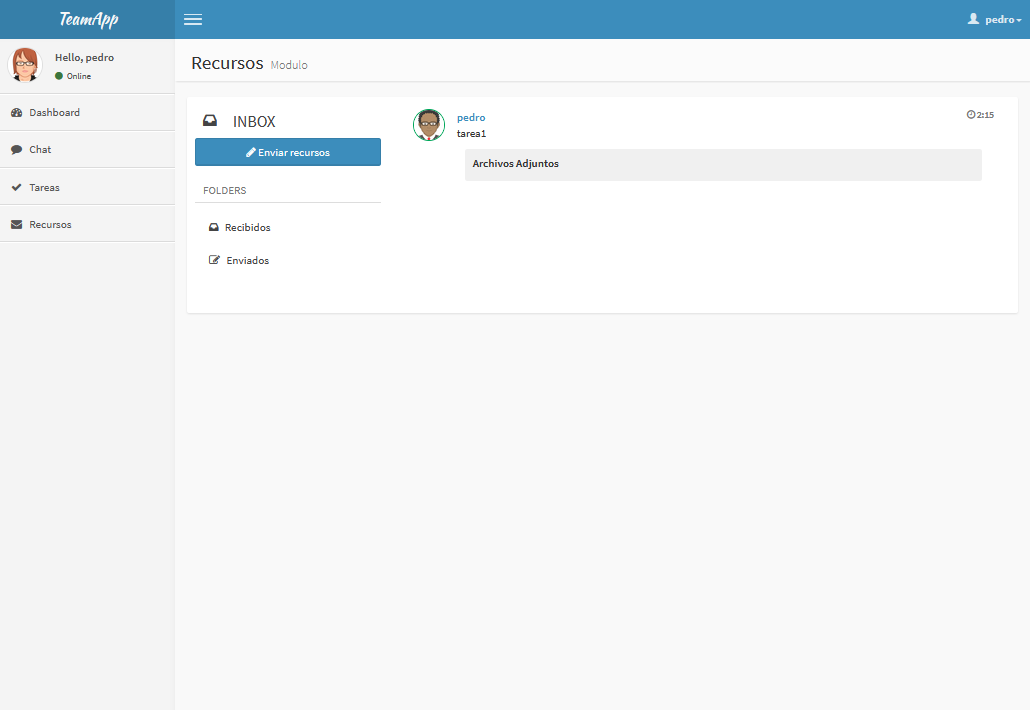 TeamApp
pedro
Hello, pedro
Online
Dashboard
Chat
Tareas
Recursos
Recursos Modulo
INBOX
Enviar recursos
FOLDERS
Recibidos
Enviados
pedro
2:15
tarea1
Archivos Adjuntos